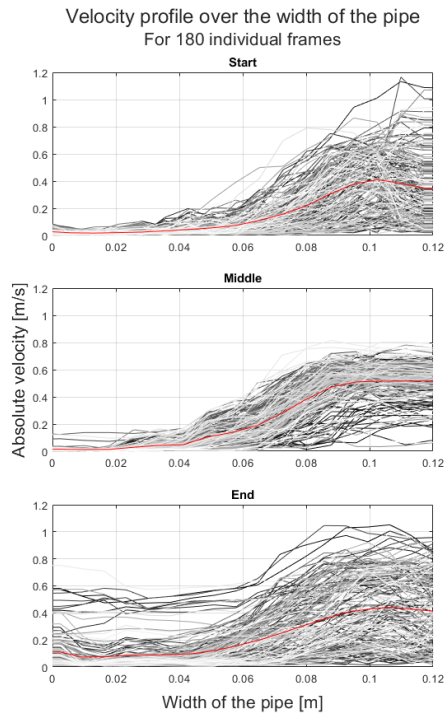 Velocity profile over the width of the pipe
For 180 individual frames
Start
1.2
1
0.8
0.6
0.4
0.2
0
0 0.02 0.04 0.06 0.08 0.1 0.12
Middle
1.2
1
0.8
0.6
0.4
0.2
0
0 0.02 0.04 0.06 0.08 0.1 0.12
Absolute velocity [m/s]
End
1.2
1
0.8
0.6
0.4
0.2
0
0 0.02 0.04 0.06 0.08 0.1 0.12
Width of the pipe [m]